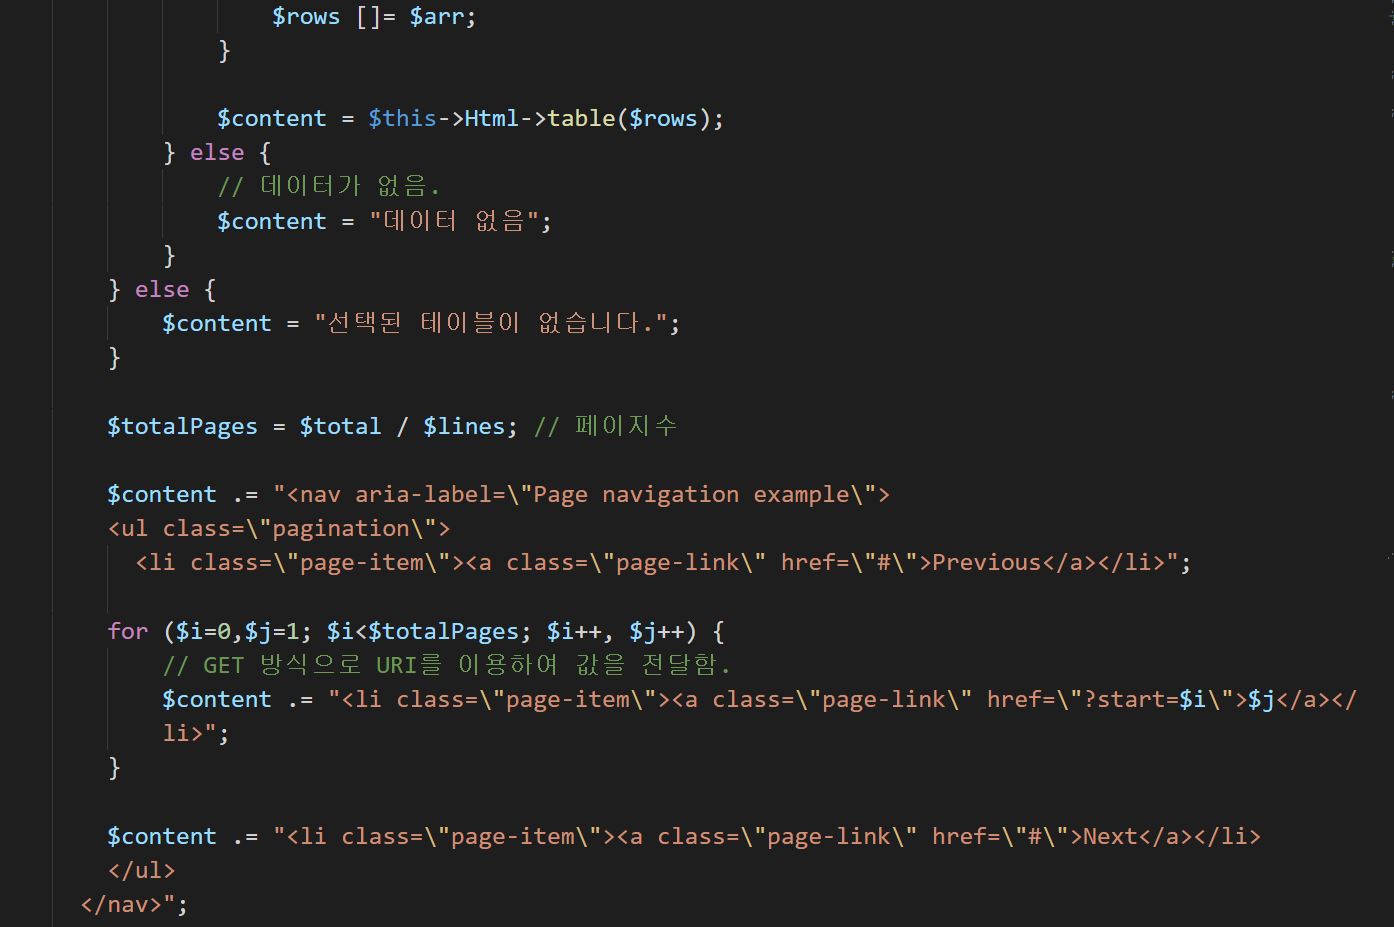 $rows []= $arr;
}
$content = $this->Html->table($rows);
} else {
// 데이터가 없음.
$content = "데이터 없음";
}
} else {
$content = "선택된 테이블이 없습니다.";
}
$totalPages = $total / $lines; // 페이지수
$content .= "<nav aria-label=\"Page navigation example\">
<ul class=\"pagination\">
<li class=\"page-item\"><a class=\"page-link\" href=\"#\">Previous</a></li>";
for ($i=0,$j=1; $i<$totalPages; $i++, $j++) {
// GET 방식으로 URI를 이용하여 값을 전달함.
$content .= "<li class=\"page-item\"><a class=\"page-link\" href=\"?start=$i\">$j</a></
li>";
}
$content .= "<li class=\"page-item\"><a class=\"page-link\" href=\"#\">Next</a></li>
</ul>
</nav>";